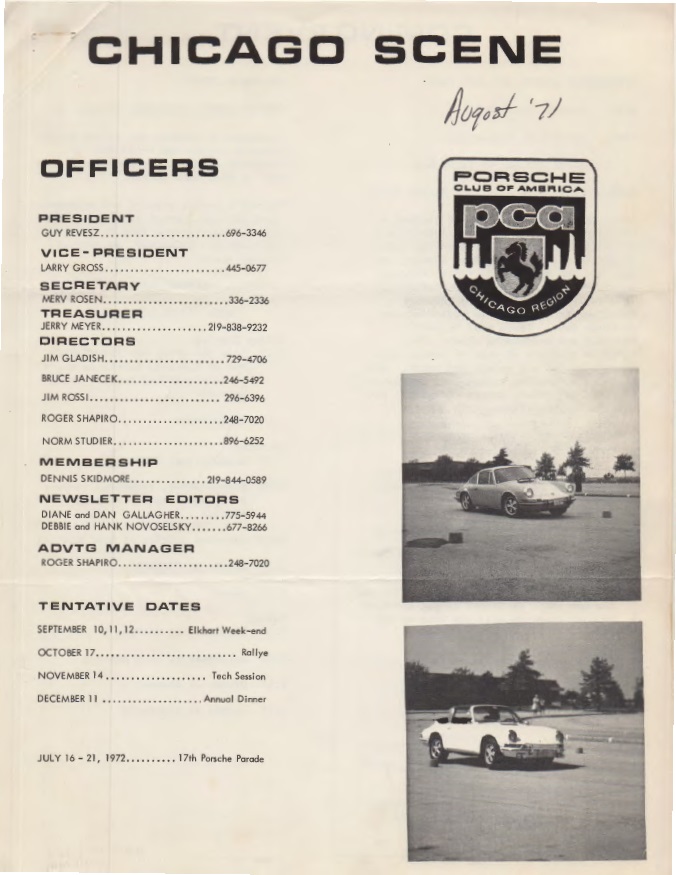 CHICAGO SCENE
August '71
OFFICERS
PRESIDENT
GUY REVESZ.........................696-3346
VICE-PRESIDENT
LARRY GROSS........................445-0677
SECRETARY
MERV ROSEN.........................336-2336
TREASURER
JERRY MEYER.....................219-838-9232
DIRECTORS
JIM GLADISH........................729-4706
BRUCE JANECEK.....................246-5492
JIM ROSSI.......................... 296-6396
ROGER SHAPIRO.....................248-7020
NORM STUDIER......................896-6252
MEMBERSHIP
DENNIS SKIDMORE...............219-844-0589
NEWSLETTER EDITORS
DIANE and DAN GALLAGHER.........775-5944
DEBBIE and HANK NOVOSELSKY.......677-8266
ADVTG MANAGER
ROGER SHAPIRO......................248-7020
TENTATIVE DATES
SEPTEMBER 10,11,12.......... Elkhart Week-end
OCTOBER 17............................ Rallye
NOVEMBER 14.................... Tech Session
DECEMBER 11 ....................Annual Dinner
JULY 16 - 21, 1972.......... 17th Porsche Parade
PORSCHE
CLUB OF AMERICA
pca
CHICAGO REGION